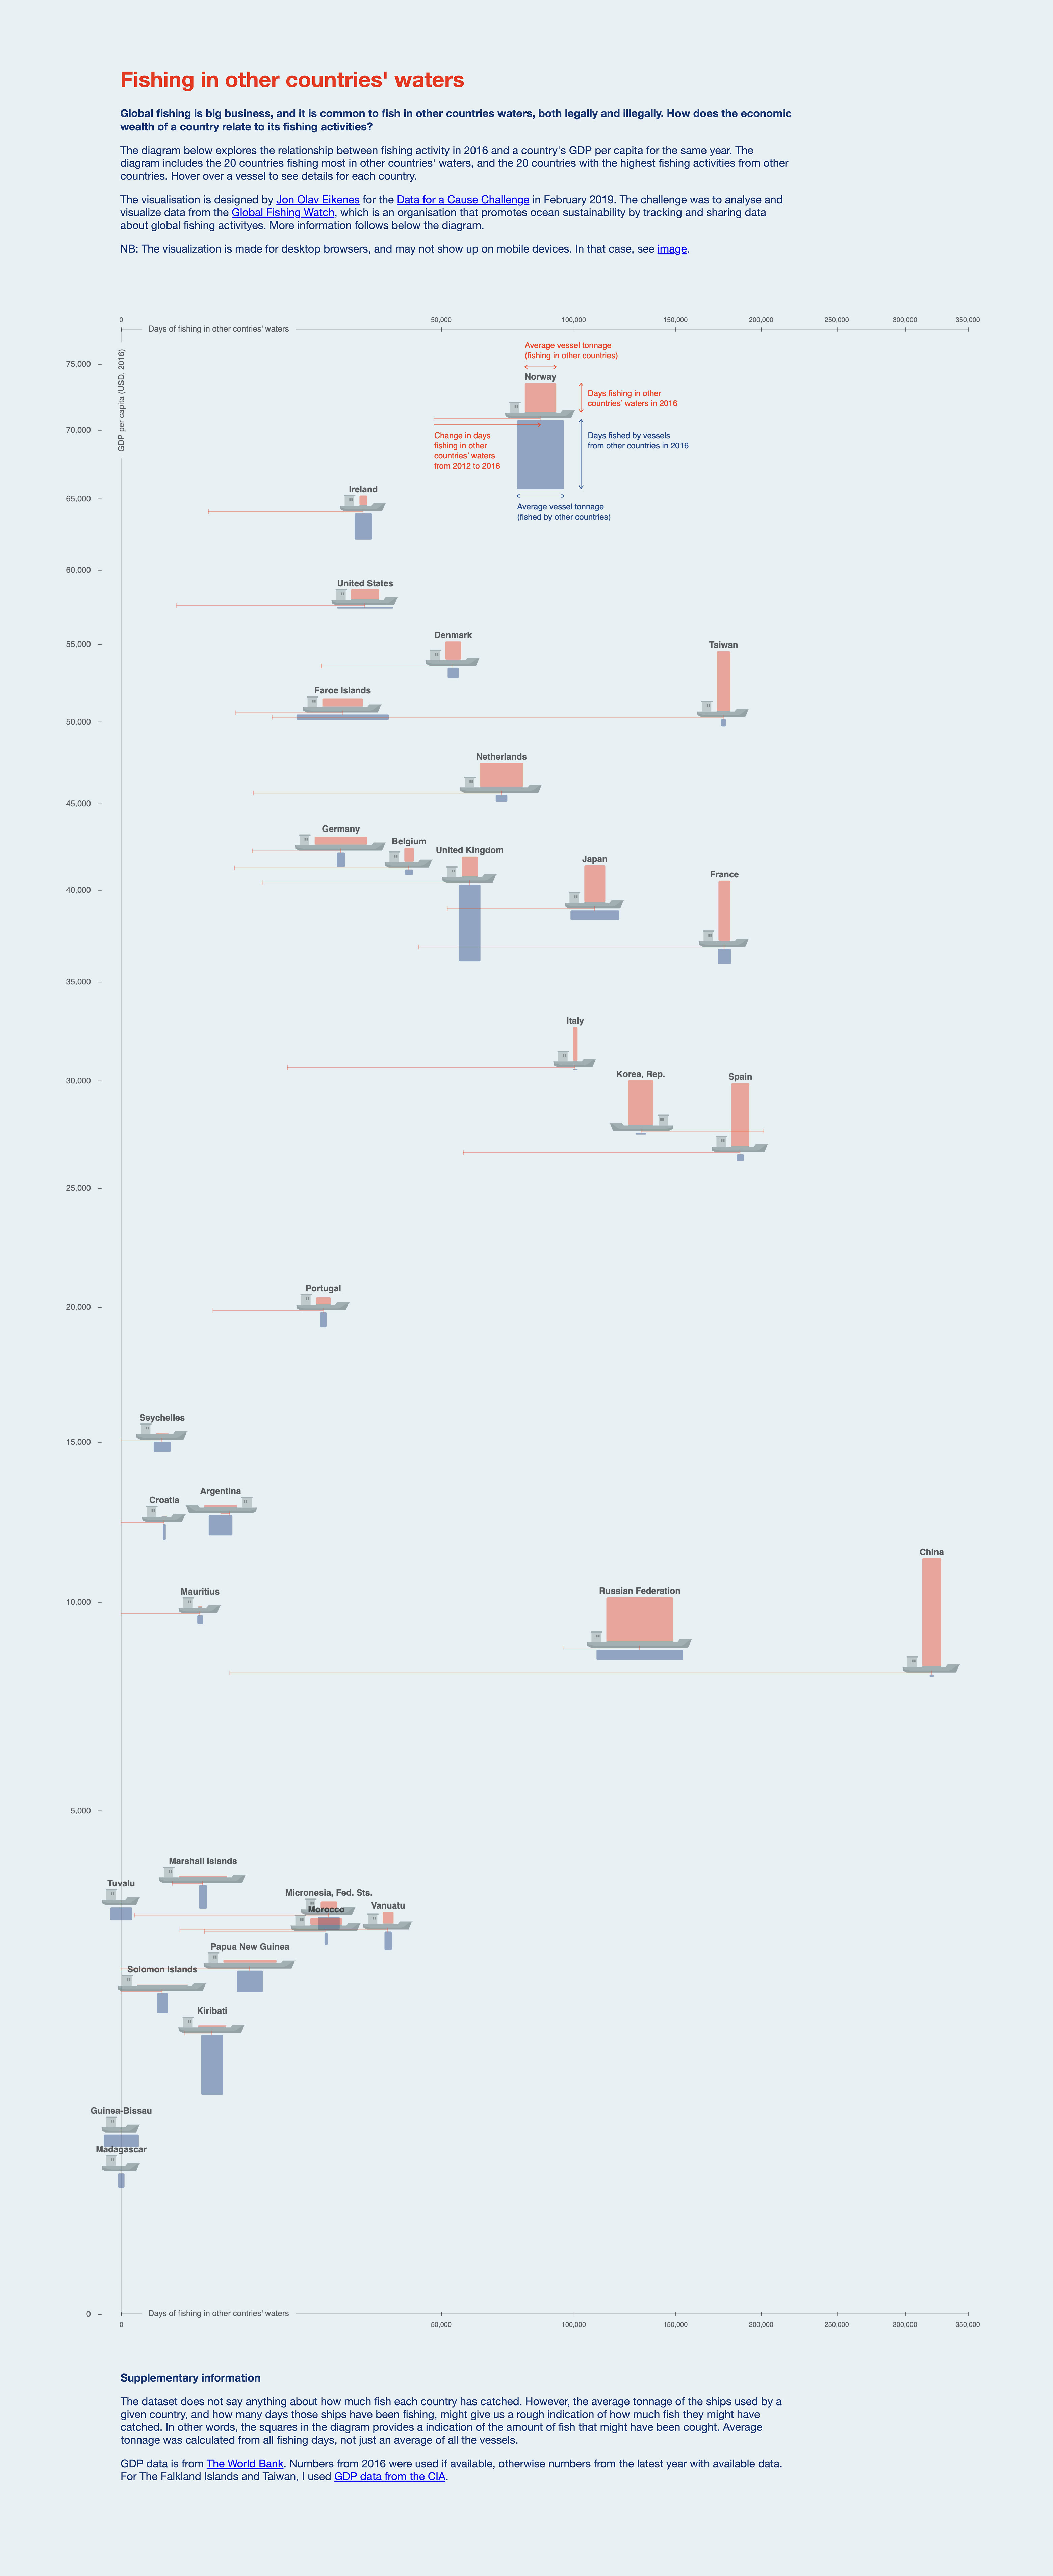 Fishing in other countries' waters
Global fishing is big business, and it is common to fish in other countries waters, both legally and illegally. How does the economic
wealth of a country relate to its fishing activities?
The diagram below explores the relationship between fishing activity in 2016 and a country's GDP per capita for the same year. The
diagram includes the 20 countries fishing most in other countries' waters, and the 20 countries with the highest fishing activities from other
countries. Hover over a vessel to see details for each country.
The visualisation is designed by Jon Olav Eikenes for the Data for a Cause Challenge in February 2019. The challenge was to analyse and
visualize data from the Global Fishing Watch, which is an organisation that promotes ocean sustainability by tracking and sharing data
about global fishing activityes. More information follows below the diagram.
NB: The visualization is made for desktop browsers, and may not show up on mobile devices. In that case, see image.
0
50,000
100,000
150,000
200,000
250,000
300,000
350,000
Days of fishing in other contries' waters
GDP per capita (USD, 2016)
Average vessel tonnage
(fishing in other countries)
75,000
Norway
Days fishing in other
countries' waters in 2016
70,000
Change in days
fishing in other
countries' waters
from 2012 to 2016
Days fished by vessels
from other countries in 2016
Average vessel tonnage
(fished by other countries)
Ireland
65,000
60,000
United States
Denmark
55,000
Taiwan
Faroe Islands
50,000
Netherlands
45,000
Germany
Belgium
United Kingdom
Japan
France
40,000
35,000
Italy
Korea, Rep.
Spain
30,000
25,000
Portugal
20,000
Seychelles
15,000
Argentina
Croatia
China
Mauritius
Russian Federation
10,000
5,000
Marshall Islands
Tuvalu
Micronesia, Fed. Sts.
Morocco
Vanuatu
Papua New Guinea
Solomon Islands
Kiribati
Guinea-Bissau
Madagascar
0
Days of fishing in other contries' waters
0
50,000
100,000
150,000
200,000
250,000
300,000
350,000
Supplementary information
The dataset does not say anything about how much fish each country has catched. However, the average tonnage of the ships used by a
given country, and how many days those ships have been fishing, might give us a rough indication of how much fish they might have
catched. In other words, the squares in the diagram provides a indication of the amount of fish that might have been cought. Average
tonnage was calculated from all fishing days, not just an average of all the vessels.
GDP data is from The World Bank. Numbers from 2016 were used if available, otherwise numbers from the latest year with available data.
For The Falkland Islands and Taiwan, I used GDP data from the CIA.